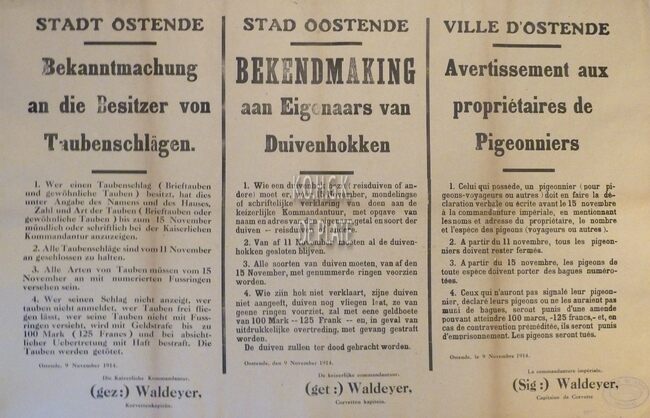 STADT OSTENDE
Bekanntmachung
an die Besitzer von
Taubenschlägen.
1. Wer einen Taubenschlag (Brieftauben
und gewöhnliche Tauben) besitzt, hat dies
unter Angabe des Namens und des Hauses,
Zahl und Art der Tauben (Brieftauben oder
gewöhnliche Tauben) bis zum 15 November
mündlich oder schriftlich bei der Kaiserlichen
Kommandantur anzuzeigen.
2. Alle Taubenschläge sind vom 11 November
an geschlossen zu halten.
3. Alle Arten von Tauben müssen vom 15
November an mit numerierten Fussringen
versehen sein.
4. Wer seinen Schlag nicht anzeigt, wer
tauben nicht anmeldet, wer Tauben frei flie-
gen lässt, wer seine Tauben nicht mit Fuss-
ringen versieht, wird mit Geldstrafe bis zu
100 Mark (125 Francs) und bei absicht-
licher Uebertretung mit Haft bestraft. Die
Tauben werden getötet.
Ostende, den 9 November 1914.
Die Kaiserliche Kommandantur.
(gez:) Waldeyer,
Korvettenkapitän.
STAD OOSTENDE
BEKENDMAKING
aan Eigenaars van
Duivenhokken
1. Wie een duivenhok (reisduiven of an-
dere) moet er mondelingse
of schriftelijke verklaring van doen aan de
keizerlijke Kommandantur, met opgave van
naam en adres getal en soort der
duiven — reisduiven
2. Van af 11 moeten al de duiven-
hokken gesloten blijven.
3. Alle soorten van duiven moeten, van af den
15 November, met genummerde ringen voorzien
worden.
4. Wie zijn hok niet verklaart, zijne duiven
niet aangeeft, duiven nog vliegen laat, ze van
geene ringen voorziet, zal met eene geldboete
van 100 Mark -- 125 Frank -- en, in geval van
uitdrukkelijke overtreding, met gevang gestraft
worden.
De duiven zullen ter dood gebracht worden.
Oostende, den 9 November 1914.
De keizerlijke kommandantur.
(get:) Waldeyer,
Corvetten kapitein.
VILLE D'OSTENDE
Avertissement aux
propriétaires de
Pigeonniers
1. Celui qui possède, un pigeonnier (pour pi-
geons-voyageurs ou autres) doit en faire la dé-
claration verbale ou écrite avant le 15 novembre
à la commandanture impériale, en mentionnant
les noms et adresse du propriétaire, le nombre
et l'espèce des pigeons (voyageurs ou autres).
2. A partir du 11 novembre, tous les pigeon-
niers doivent rester fermés.
3. A partir du 15 novembre, les pigeons de
toute espèce doivent porter des bagues numéro-
tées.
4. Ceux qui n'auront pas signalé leur pigeon-
nier, déclaré leurs pigeons ou ne les auraient pas
muni de bagues, seront punis d'une amende
pouvant atteindre 100 marcs, -125 francs,- et, en
cas de contravention préméditée, ils seront punis
d'emprisonnement. Les pigeons seront tués.
Ostende, le 9 Novembre 1914.
La commandanture impériale,
(Sig:) Waldeyer,
Capitaine de Corvette